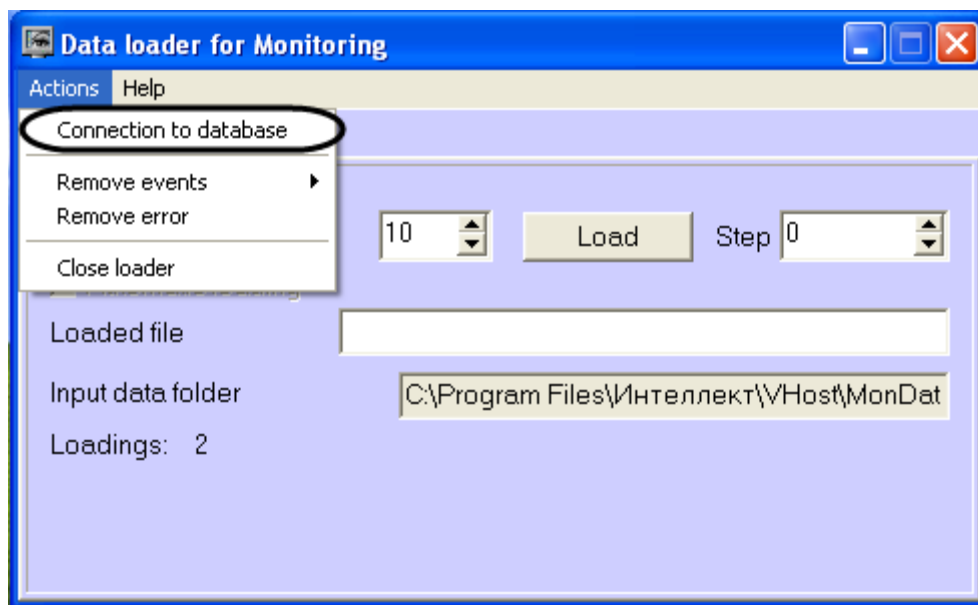 Data loader for Monitoring
Actions Help
Connection to database
Remove events
Remove error
Close loader
10 Load Step 0
Loaded file
Input data folder C:\Program Files\Интеллект\VHost\MonDat
Loadings: 2